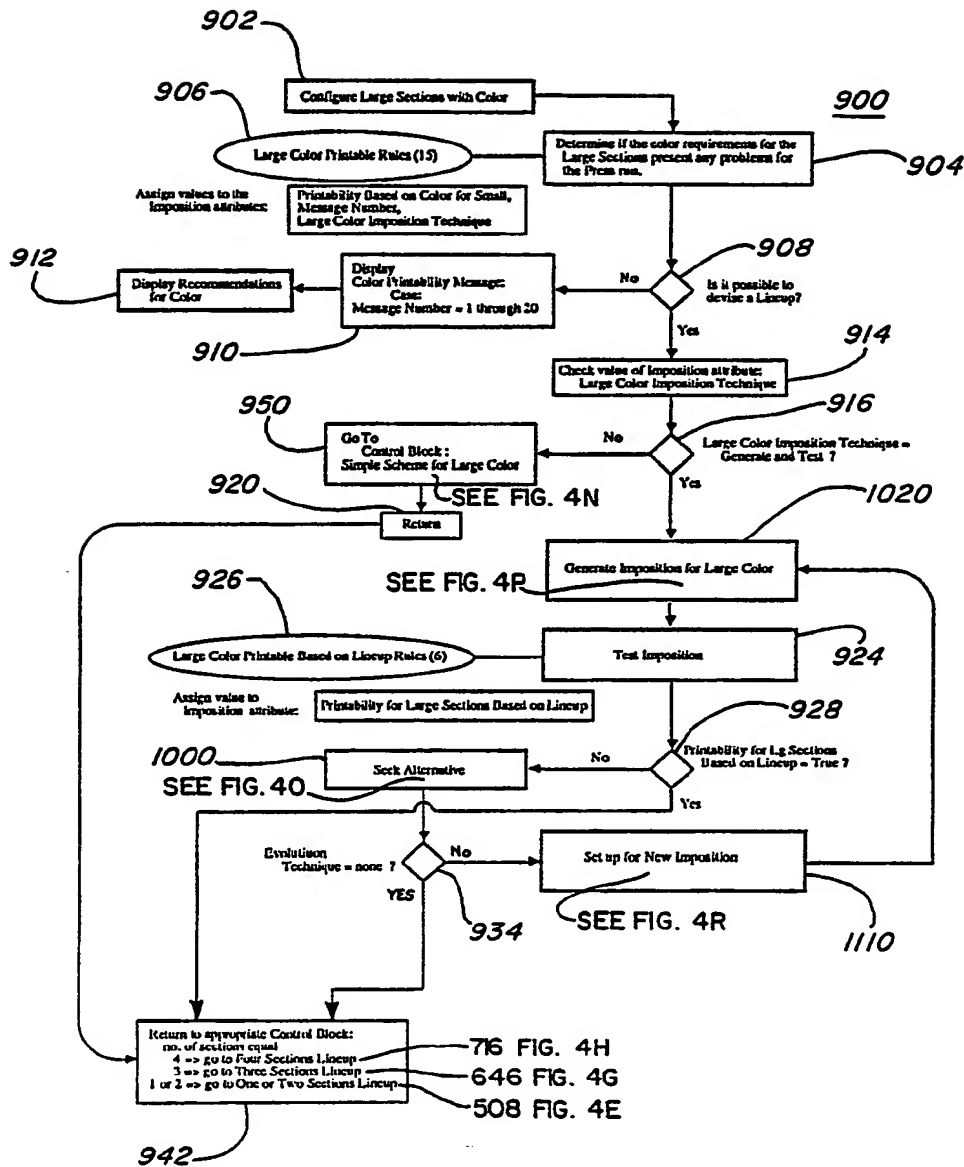 902
Configure Large Sections with Color
906
900
Large Color Printable Rules (15)
Determine if the color requirements for the
Large Sections present any problems for
the Press run.
904
Assign values to the
Imposition attributes:
Printability Based on Color for Small,
Message Number,
Large Color Imposition Technique
908
912
Display Recommendations
for Color
Display
Color Printability Message:
Case:
Message Number = 1 through 20
No
Is it possible to
devise a Lineup?
910
Yes
914
Check value of Imposition attribute:
Large Color Imposition Technique
950
916
Go To
Control Block:
Simple Scheme for Large Color
No
Large Color Imposition Technique =
Generate and Test ?
SEE FIG. 4N
Yes
920
Return
1020
Generate Imposition for Large Color
SEE FIG. 4P
926
Large Color Printable Based on Lineup Rules (6)
Test Imposition
924
Assign value to
Imposition attribute:
Printability for Large Sections Based on Lineup
928
1000
Seek Alternative
No
Printability for Lg Sections
Based on Lineup = True ?
SEE FIG. 4O
Yes
Evolution
Technique = none ?
No
Set up for New Imposition
YES
934
SEE FIG. 4R
1110
Return to appropriate Control Block:
no. of sections equal
4 => go to Four Sections Lineup
716 FIG. 4H
3 => go to Three Sections Lineup
646 FIG. 4G
1 or 2 => go to One or Two Sections Lineup
508 FIG. 4E
942